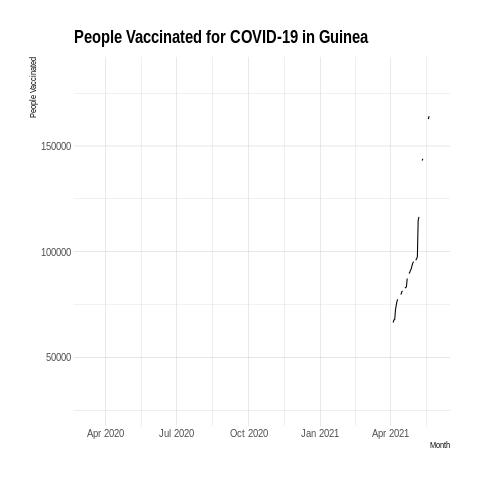 People Vaccinated for COVID-19 in Guinea
People Vaccinated
150000
100000
50000
Apr 2020 Jul 2020 Oct 2020 Jan 2021 Apr 2021
Month